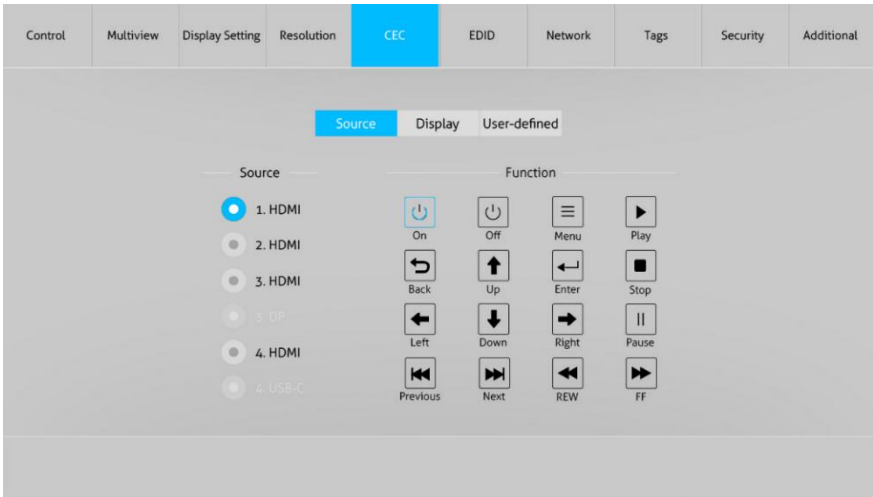 Control Multiview Display Setting Resolution CEC EDID Network Tags Security Additional
Source Display User-defined
Source Function
1. HDMI
2. HDMI
3. HDMI
3. DP
4. HDMI
4. USB-C
On Off Menu Play
Back Up Enter Stop
Left Down Right Pause
Previous Next REW FF